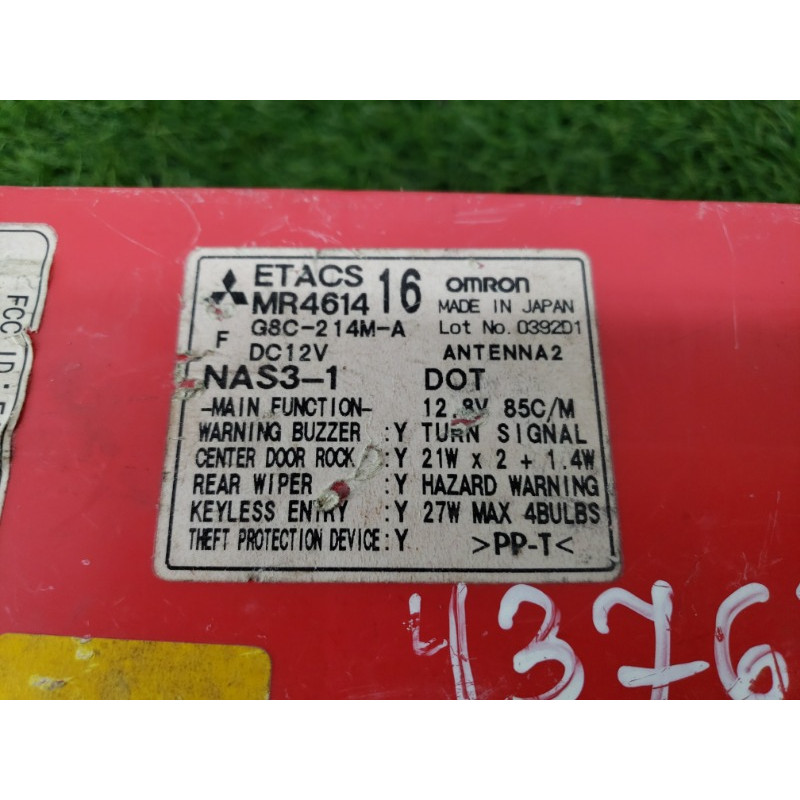 ETACS 16 omron
MR4614 MADE IN JAPAN
F G8C-214M-A Lot No. 0392D1
DC12V ANTENNA2
NAS3-1 DOT
-MAIN FUNCTION- 12.8V 85C/M
WARNING BUZZER :Y TURN SIGNAL
CENTER DOOR ROCK :Y 21W x 2 + 1.4W
REAR WIPER :Y HAZARD WARNING
KEYLESS ENTRY :Y 27W MAX 4BULBS
THEFT PROTECTION DEVICE :Y >PP-T<
FCC ID:
4376